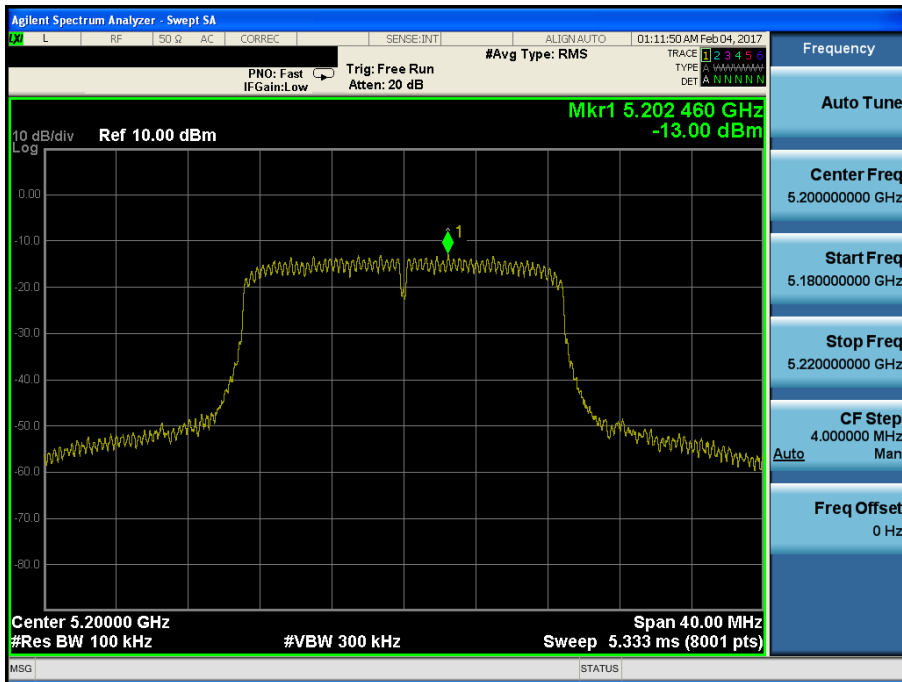 Agilent Spectrum Analyzer - Swept SA
LXI L RF 50 Ω AC CORREC SENSE:INT ALIGN AUTO 01:11:50 AM Feb 04, 2017
PNO: Fast
IFGain:Low
Trig: Free Run
Atten: 20 dB
#Avg Type: RMS
TRACE 1 2 3 4 5 6
TYPE A WWWWW
DET A N N N N N
Mkr1 5.202 460 GHz
-13.00 dBm
10 dB/div
Log
Ref 10.00 dBm
1
0.00
-10.0
-20.0
-30.0
-40.0
-50.0
-60.0
-70.0
-80.0
Center 5.20000 GHz
Span 40.00 MHz
#Res BW 100 kHz
#VBW 300 kHz
Sweep 5.333 ms (8001 pts)
MSG
STATUS
Frequency
Auto Tune
Center Freq
5.200000000 GHz
Start Freq
5.180000000 GHz
Stop Freq
5.220000000 GHz
CF Step
4.000000 MHz
Auto Man
Freq Offset
0 Hz